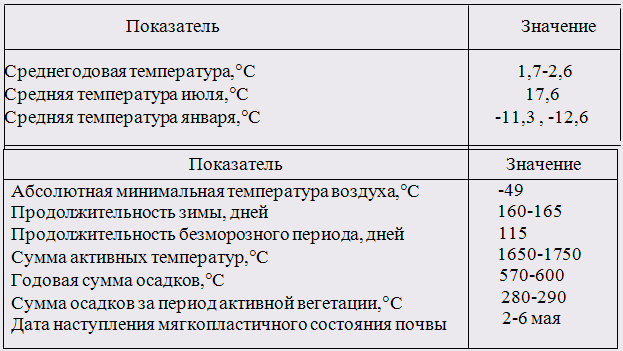 Показатель Значение
Среднегодовая температура,°С 1,7-2,6
Средняя температура июля,°С 17,6
Средняя температура января,°С -11,3 , -12,6
Показатель Значение
Абсолютная минимальная температура воздуха,°С -49
Продолжительность зимы, дней 160-165
Продолжительность безморозного периода, дней 115
Сумма активных температур,°С 1650-1750
Годовая сумма осадков,°С 570-600
Сумма осадков за период активной вегетации,°С 280-290
Дата наступления мягкопластичного состояния почвы 2-6 мая